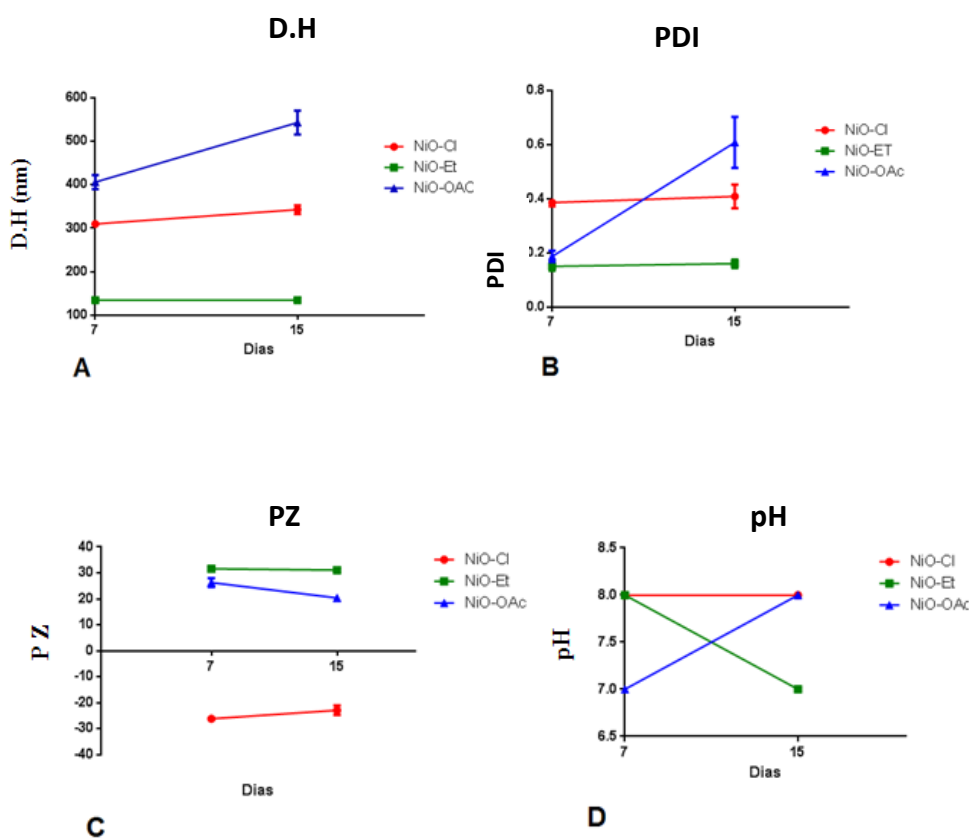 D.H
600
500
400
300
200
100
D.H (nm)
7
15
Dias
NiO-Cl
NiO-Et
NiO-OAC
A
PDI
0.8
0.6
0.4
0.2
0.0
PDI
7
15
Dias
NiO-Cl
NiO-ET
NiO-OAc
B
PZ
40
30
20
10
0
-10
-20
-30
-40
P Z
7
15
Dias
NiO-Cl
NiO-Et
NiO-OAc
C
pH
8.5
8.0
7.5
7.0
6.5
pH
7
15
Dias
NiO-Cl
NiO-Et
NiO-OAc
D